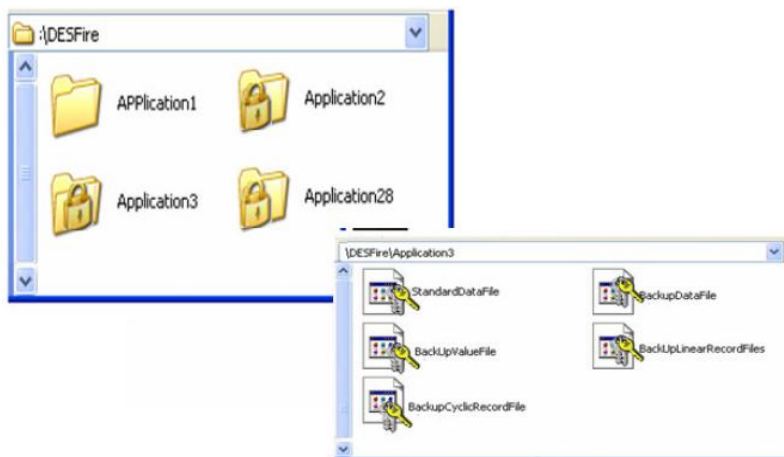 :\DESFire
APPlication1
Application2
Application3
Application28
\DESFire\Application3
StandardDataFile
BackupDataFile
BackUpValueFile
BackUpLinearRecordFiles
BackupCyclicRecordFile